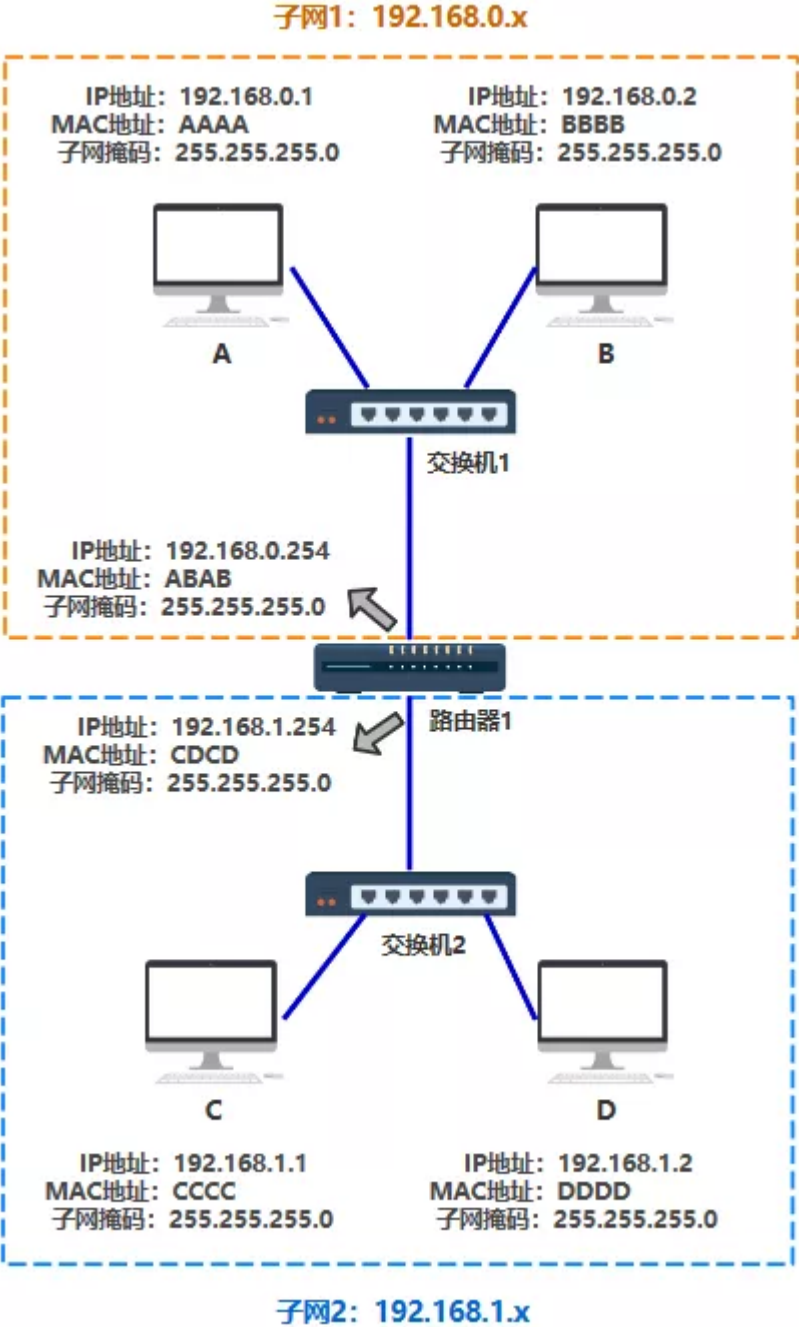 子网1：192.168.0.x
IP地址：192.168.0.1
MAC地址：AAAA
子网掩码：255.255.255.0
IP地址：192.168.0.2
MAC地址：BBBB
子网掩码：255.255.255.0
A
B
交换机1
IP地址：192.168.0.254
MAC地址：ABAB
子网掩码：255.255.255.0
路由器1
IP地址：192.168.1.254
MAC地址：CDCD
子网掩码：255.255.255.0
交换机2
C
D
IP地址：192.168.1.1
MAC地址：CCCC
子网掩码：255.255.255.0
IP地址：192.168.1.2
MAC地址：DDDD
子网掩码：255.255.255.0
子网2：192.168.1.x